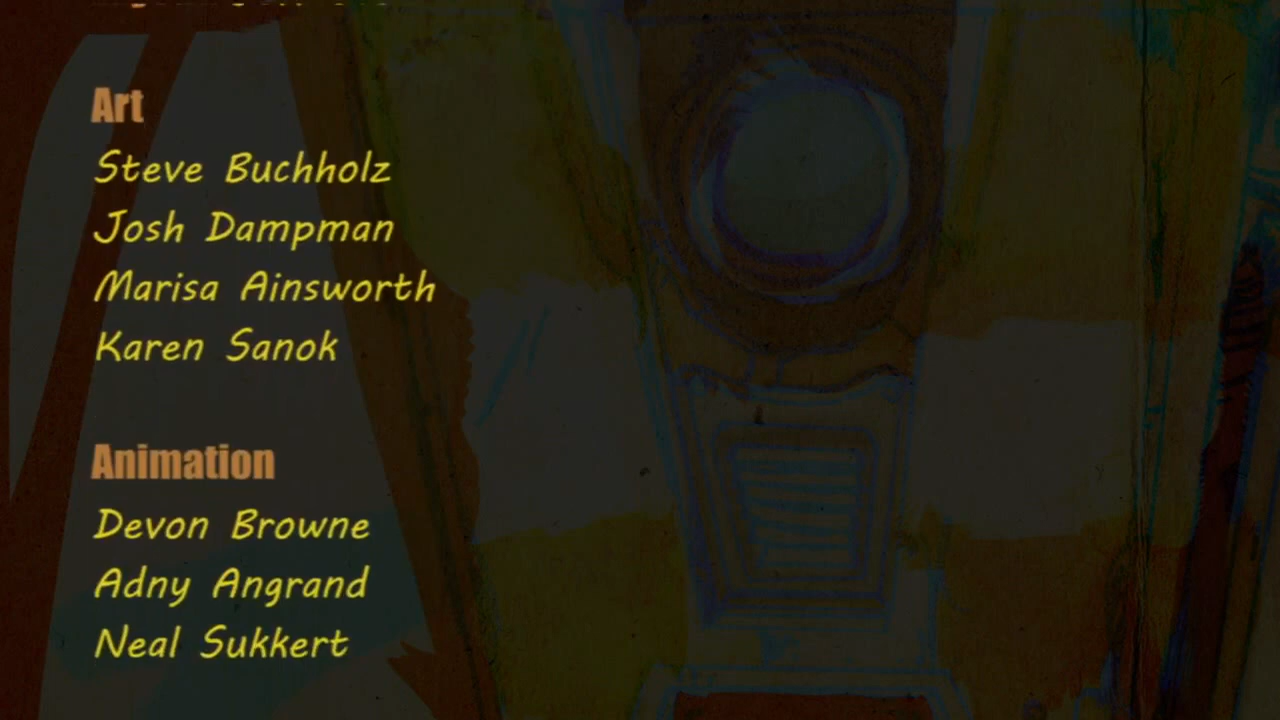 Art
Steve Buchholz
Josh Dampman
Marisa Ainsworth
Karen Sanok
Animation
Devon Browne
Adny Angrand
Neal Sukkert